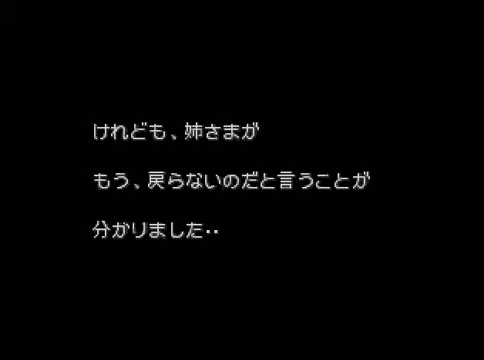 けれども、姉さまが
もう、戻らないのだと言うことが
分かりました‥